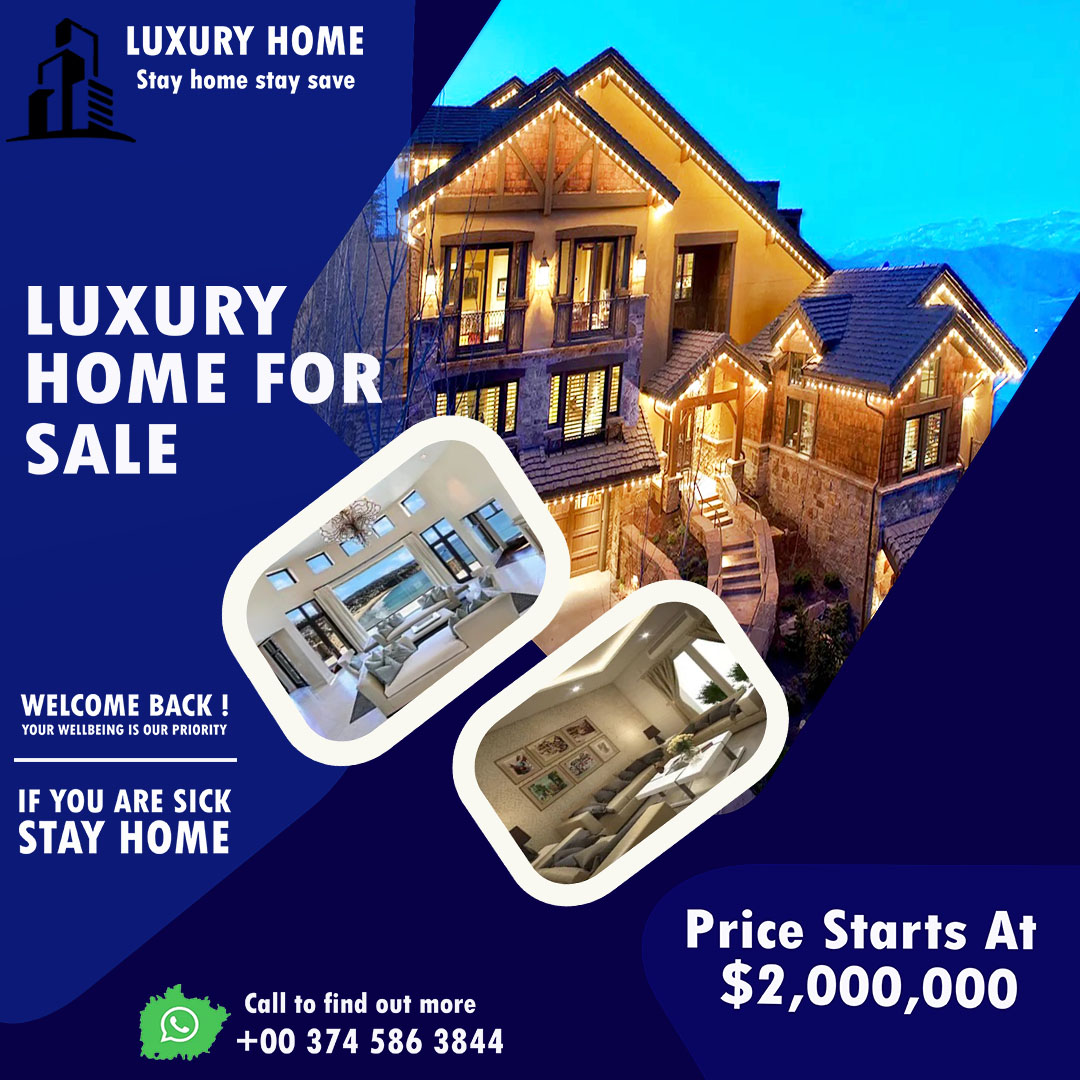 LUXURY HOME
Stay home stay save
LUXURY
HOME FOR
SALE
WELCOME BACK !
YOUR WELLBEING IS OUR PRIORITY
IF YOU ARE SICK
STAY HOME
Price Starts At
$2,000,000
Call to find out more
+00 374 586 3844